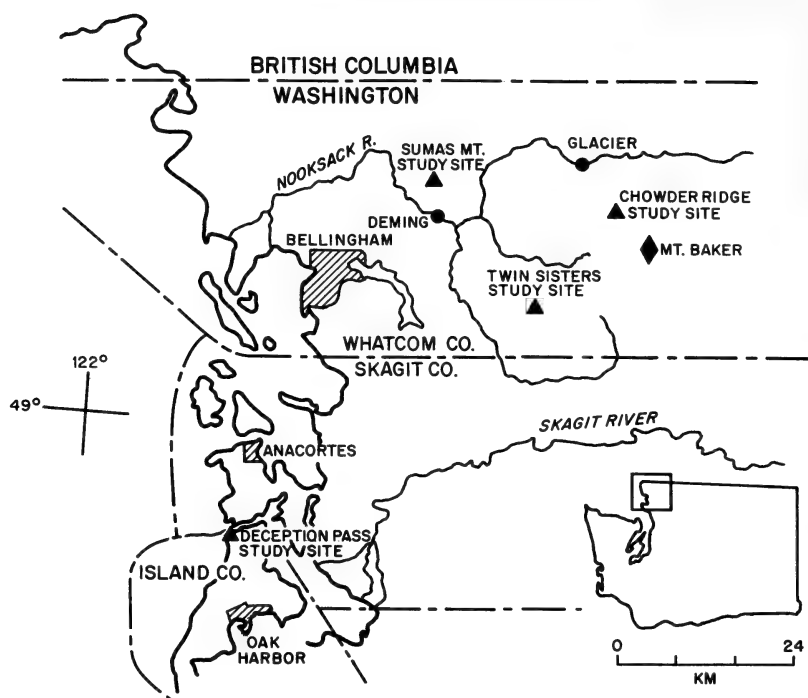 BRITISH COLUMBIA
WASHINGTON
NOOKSACK R.
SUMAS MT.
STUDY SITE
GLACIER
CHOWDER RIDGE
STUDY SITE
DEMING
BELLINGHAM
MT. BAKER
TWIN SISTERS
STUDY SITE
WHATCOM CO.
SKAGIT CO.
122°
49°
SKAGIT RIVER
ANACORTES
DECEPTION PASS
STUDY SITE
ISLAND CO.
OAK
HARBOR
0 24
KM